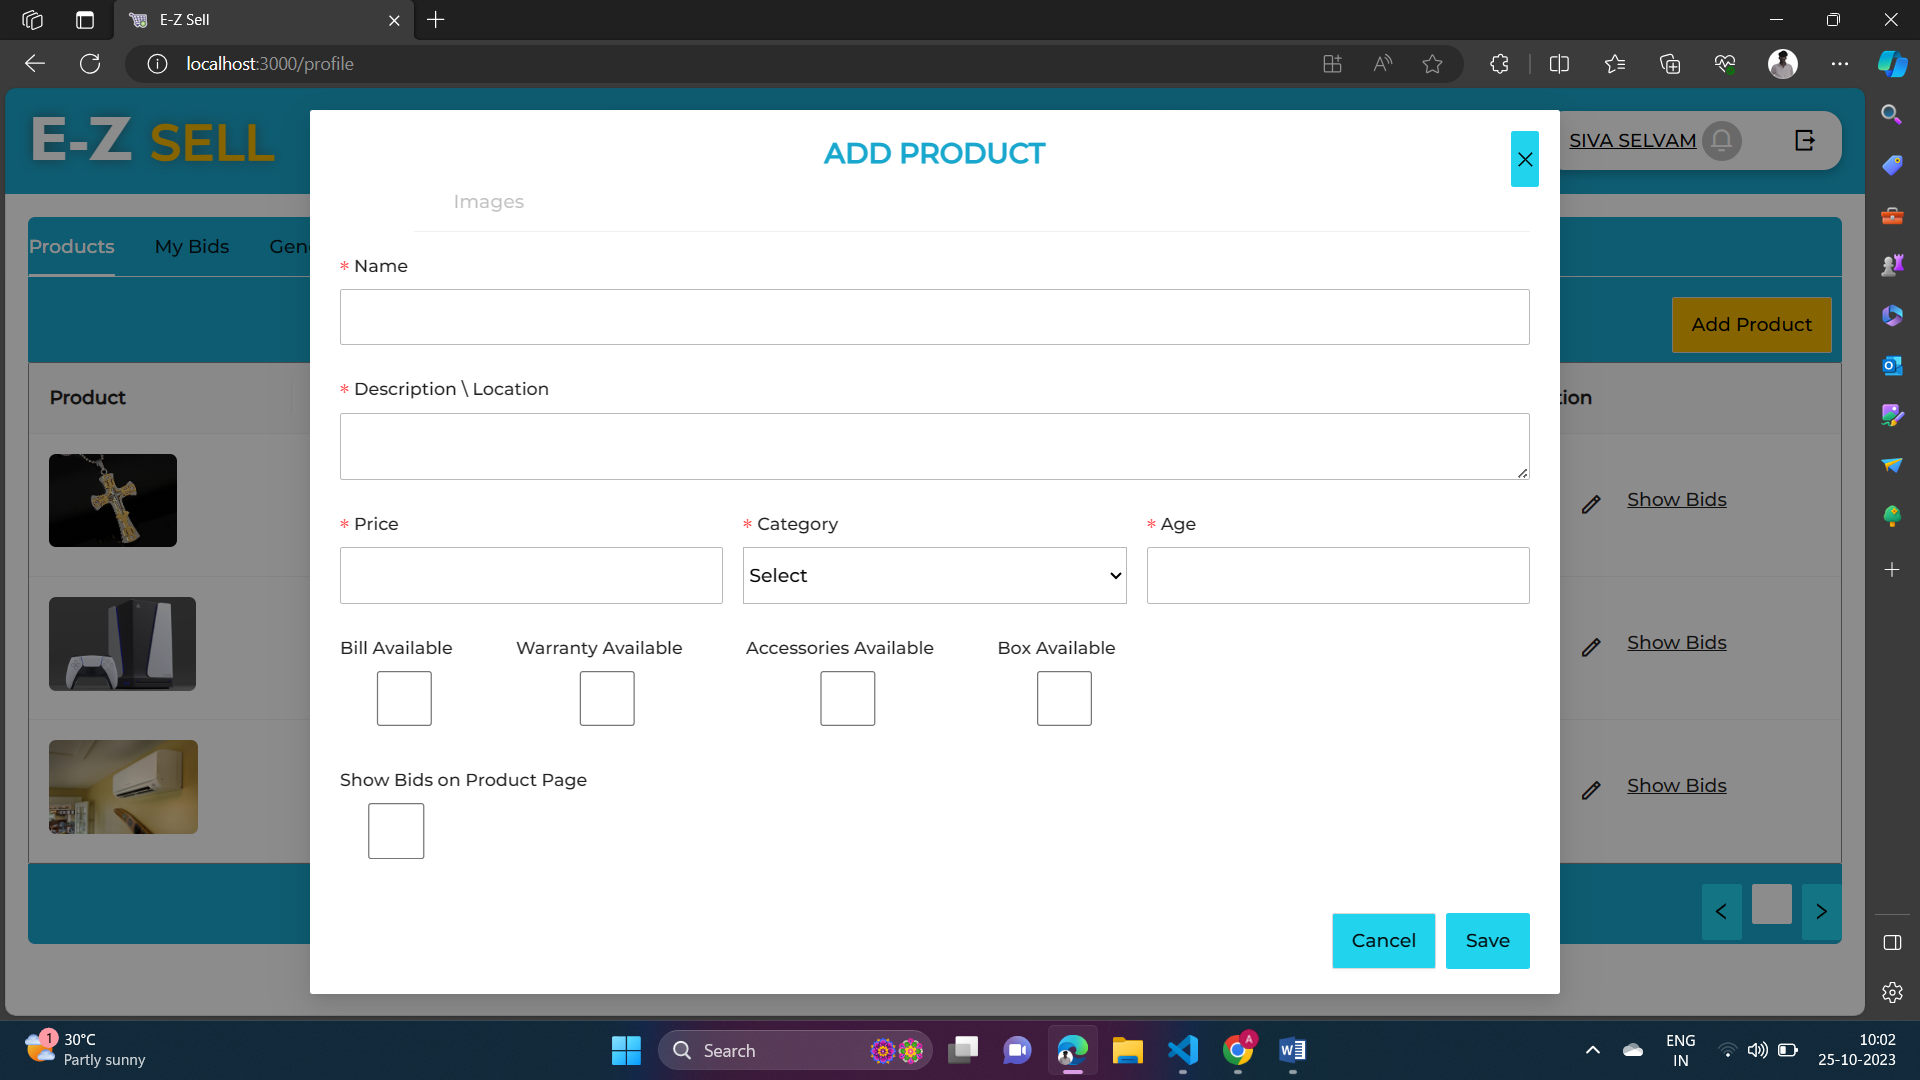 E-Z Sell
localhost:3000/profile
E-Z SELL
SIVA SELVAM
ADD PRODUCT
Images
Products My Bids Gen
* Name
Add Product
* Description \ Location
Product
tion
* Price * Category * Age
Select
Show Bids
Bill Available Warranty Available Accessories Available Box Available
Show Bids
Show Bids on Product Page
Show Bids
< >
Cancel Save
1
30°C
Partly sunny
Search
A
ENG
IN
10:02
25-10-2023